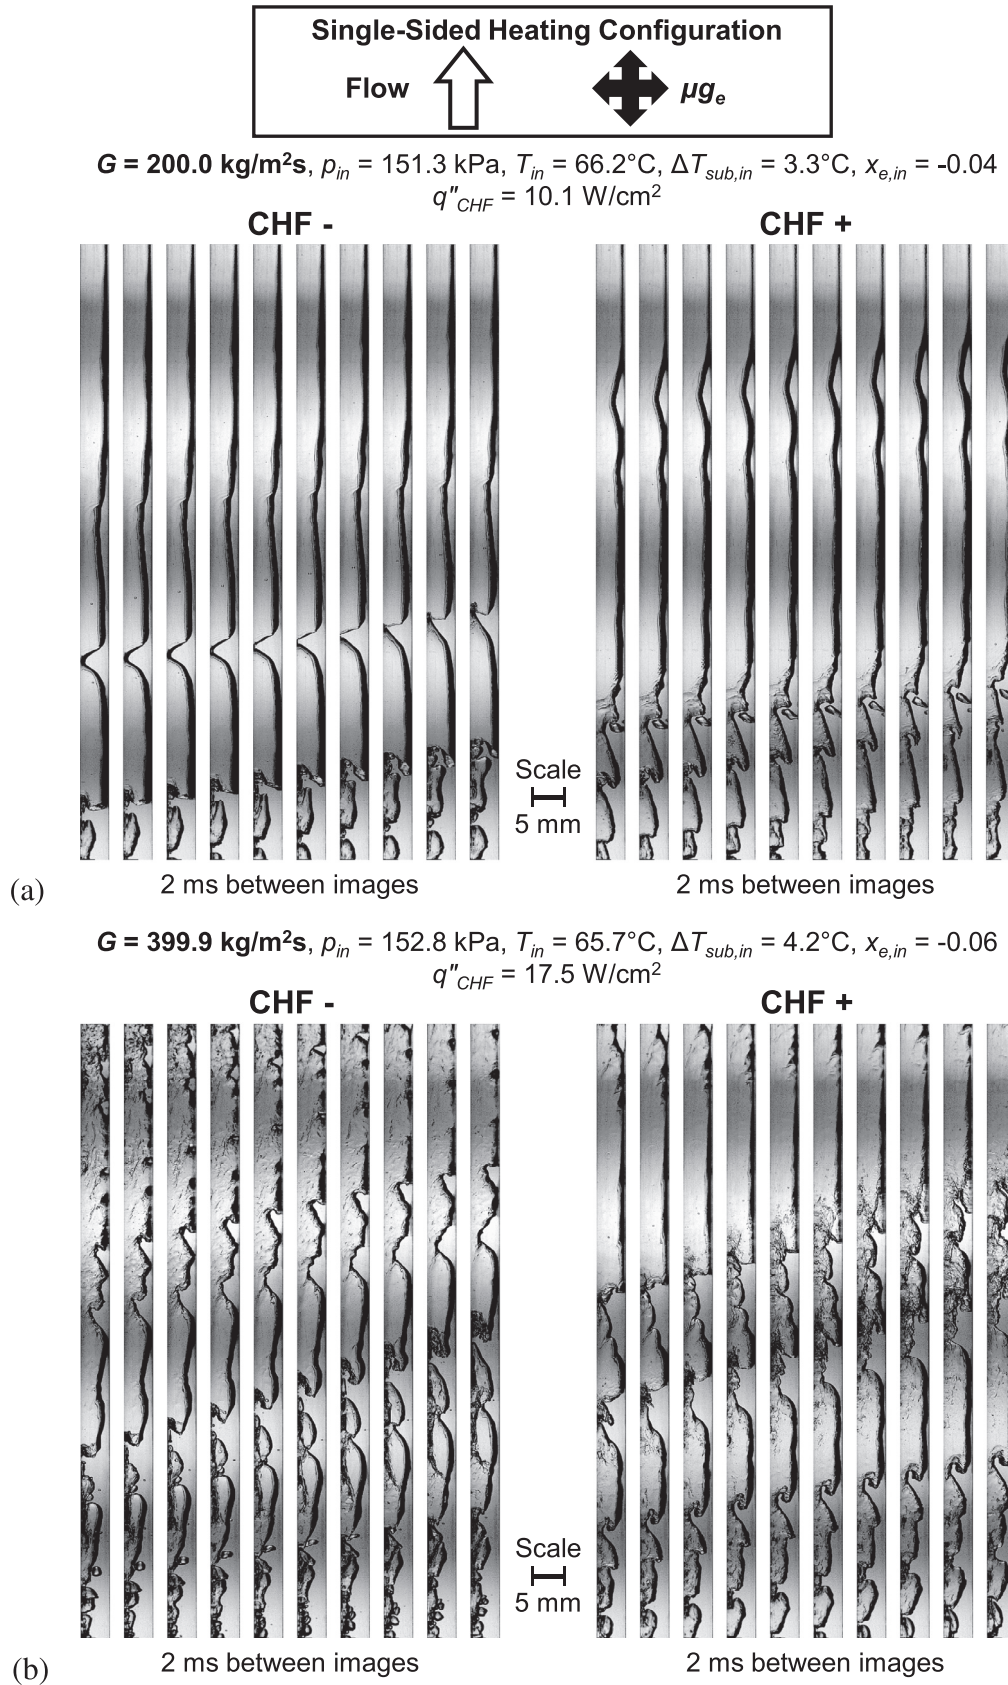 Single-Sided Heating Configuration
Flow
μgₑ
G = 200.0 kg/m²s, p_in = 151.3 kPa, T_in = 66.2°C, ΔT_sub,in = 3.3°C, x_e,in = -0.04
q″_CHF = 10.1 W/cm²
CHF -
CHF +
Scale
5 mm
2 ms between images
2 ms between images
(a)
G = 399.9 kg/m²s, p_in = 152.8 kPa, T_in = 65.7°C, ΔT_sub,in = 4.2°C, x_e,in = -0.06
q″_CHF = 17.5 W/cm²
CHF -
CHF +
Scale
5 mm
2 ms between images
2 ms between images
(b)